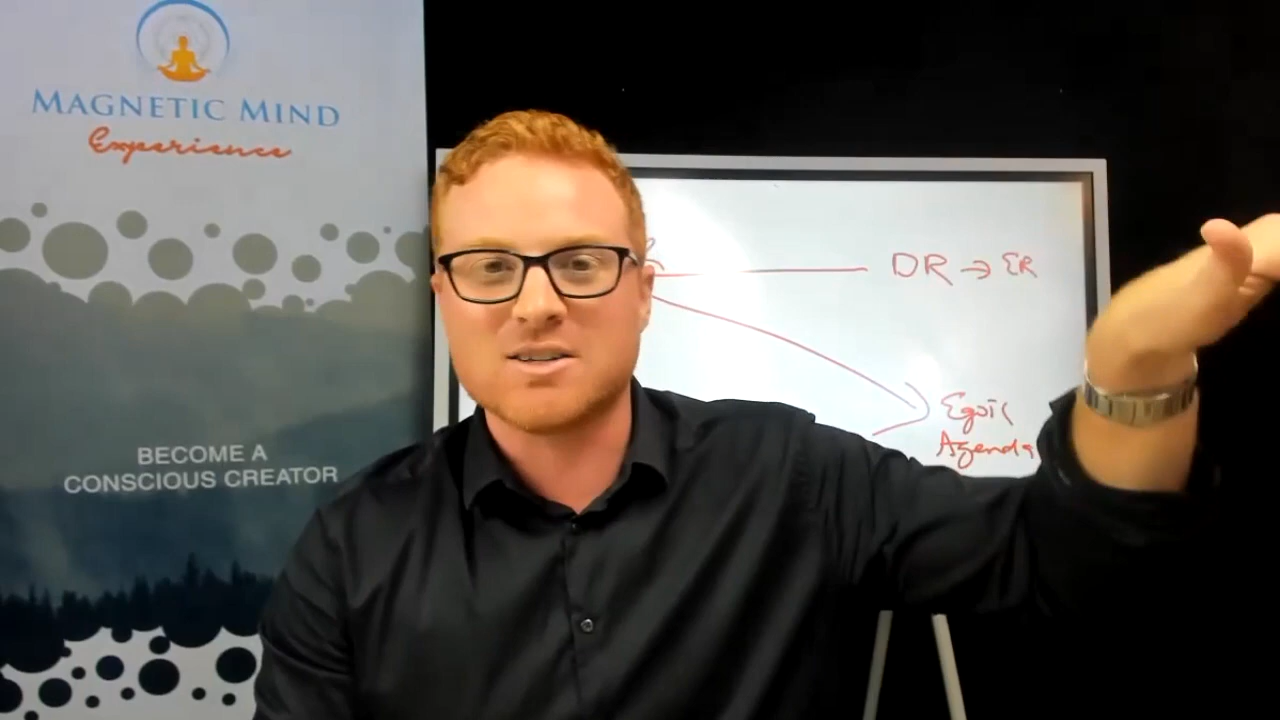 MAGNETIC MIND
Experience
BECOME A
CONSCIOUS CREATOR
DR → ER
Egoic
Agenda